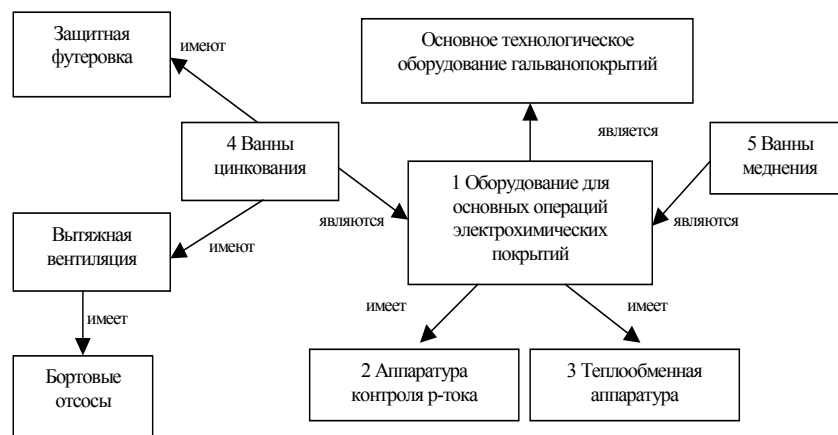 Защитная
футеровка
имеют
Основное технологическое
оборудование гальванопокрытий
4 Ванны
цинкования
является
5 Ванны
меднения
1 Оборудование для
основных операций
электрохимических
покрытий
являются
являются
Вытяжная
вентиляция
имеют
имеет
имеет
имеет
Бортовые
отсосы
2 Аппаратура
контроля р-тока
3 Теплообменная
аппаратура